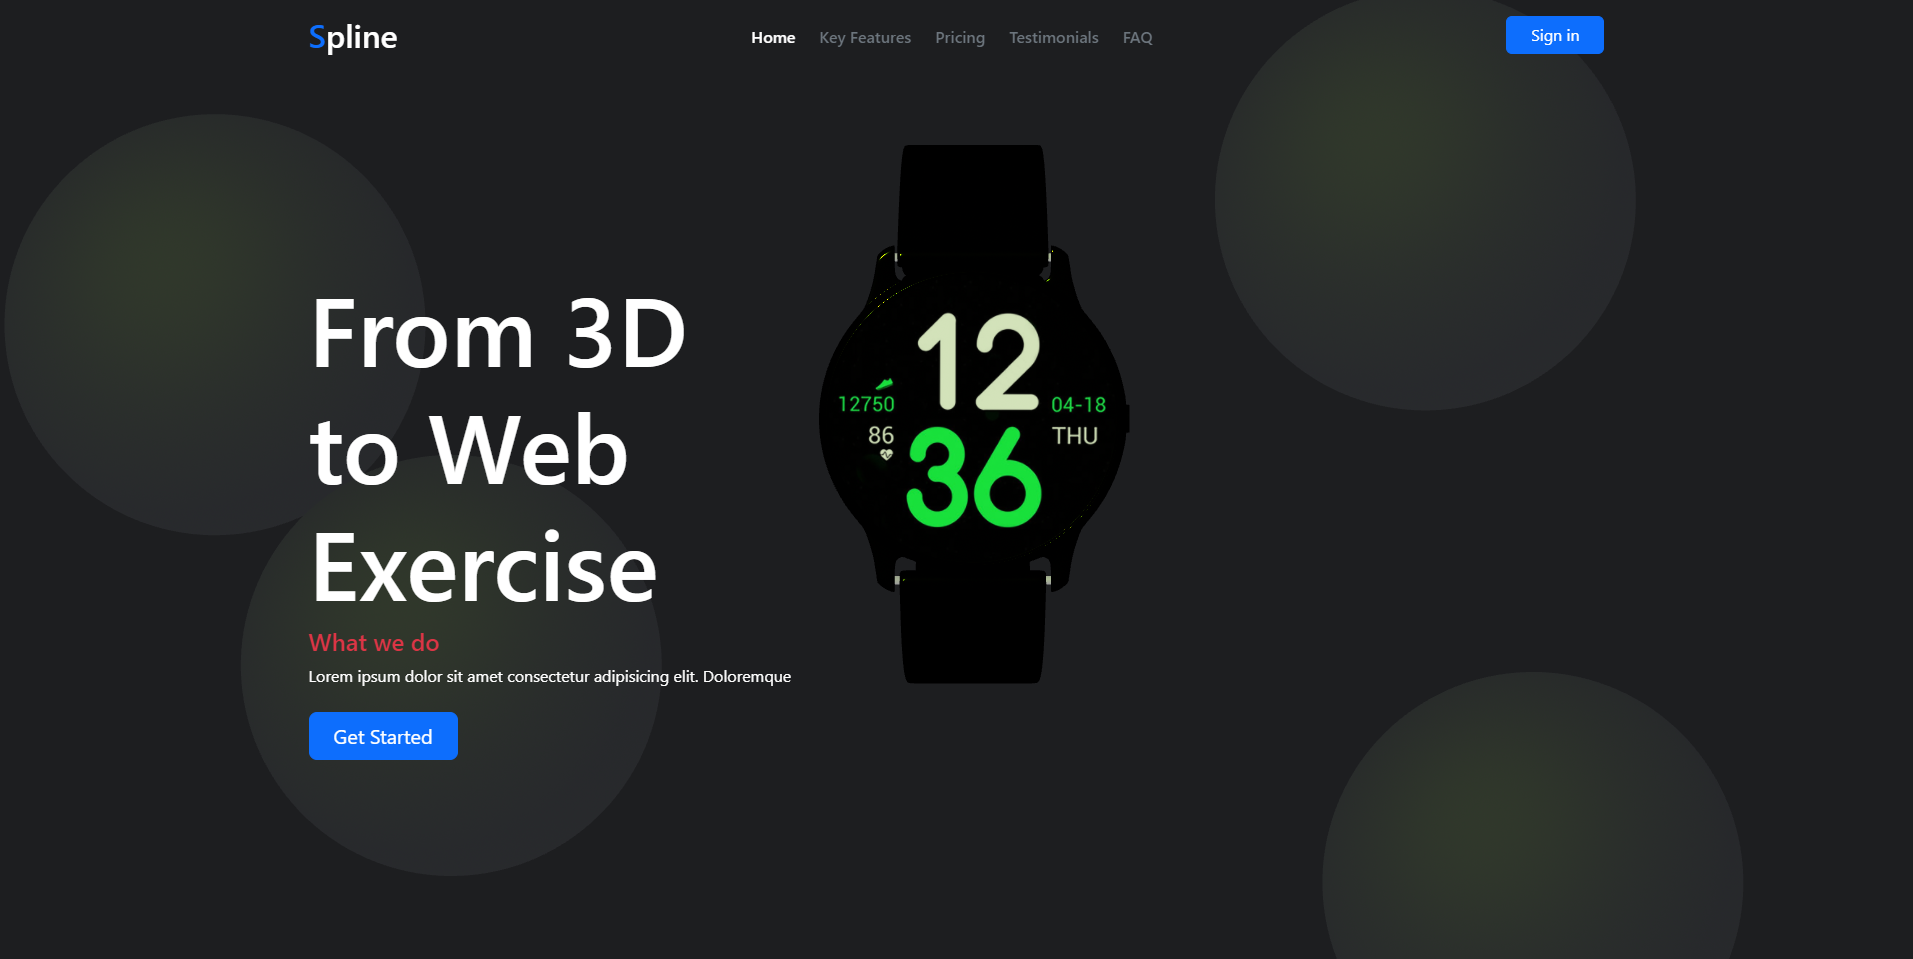 Spline
Home Key Features Pricing Testimonials FAQ
Sign in
From 3D
to Web
Exercise
What we do
Lorem ipsum dolor sit amet consectetur adipisicing elit. Doloremque
Get Started
12
12750
04-18
86
THU
36